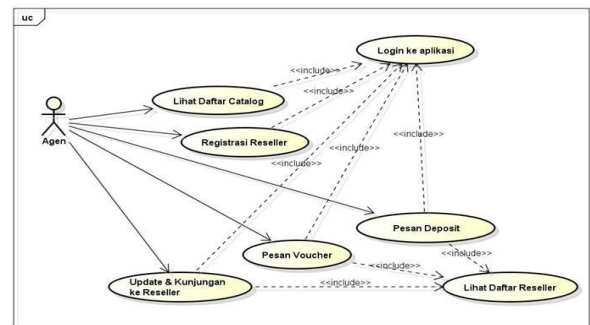 uc
Login ke aplikasi
<<include>>
Lihat Daftar Catalog
<<include>>
Agen
Registrasi Reseller
<<include>>
<<include>>
<<include>>
Pesan Deposit
<<include>>
Pesan Voucher
<<include>>
Update & Kunjungan
ke Reseller
<<include>>
Lihat Daftar Reseller